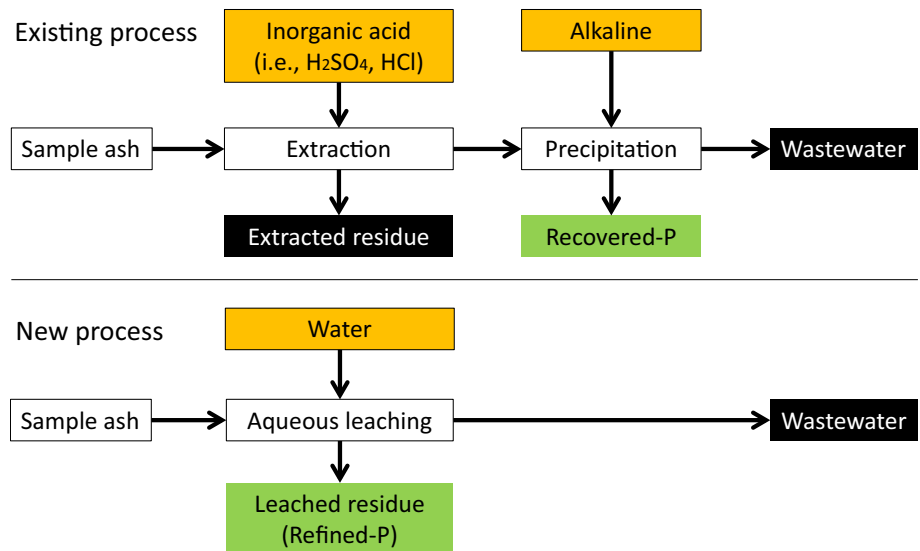 Existing process
Inorganic acid
(i.e., H₂SO₄, HCl)
Alkaline
Sample ash
Extraction
Precipitation
Wastewater
Extracted residue
Recovered-P
New process
Water
Sample ash
Aqueous leaching
Wastewater
Leached residue
(Refined-P)